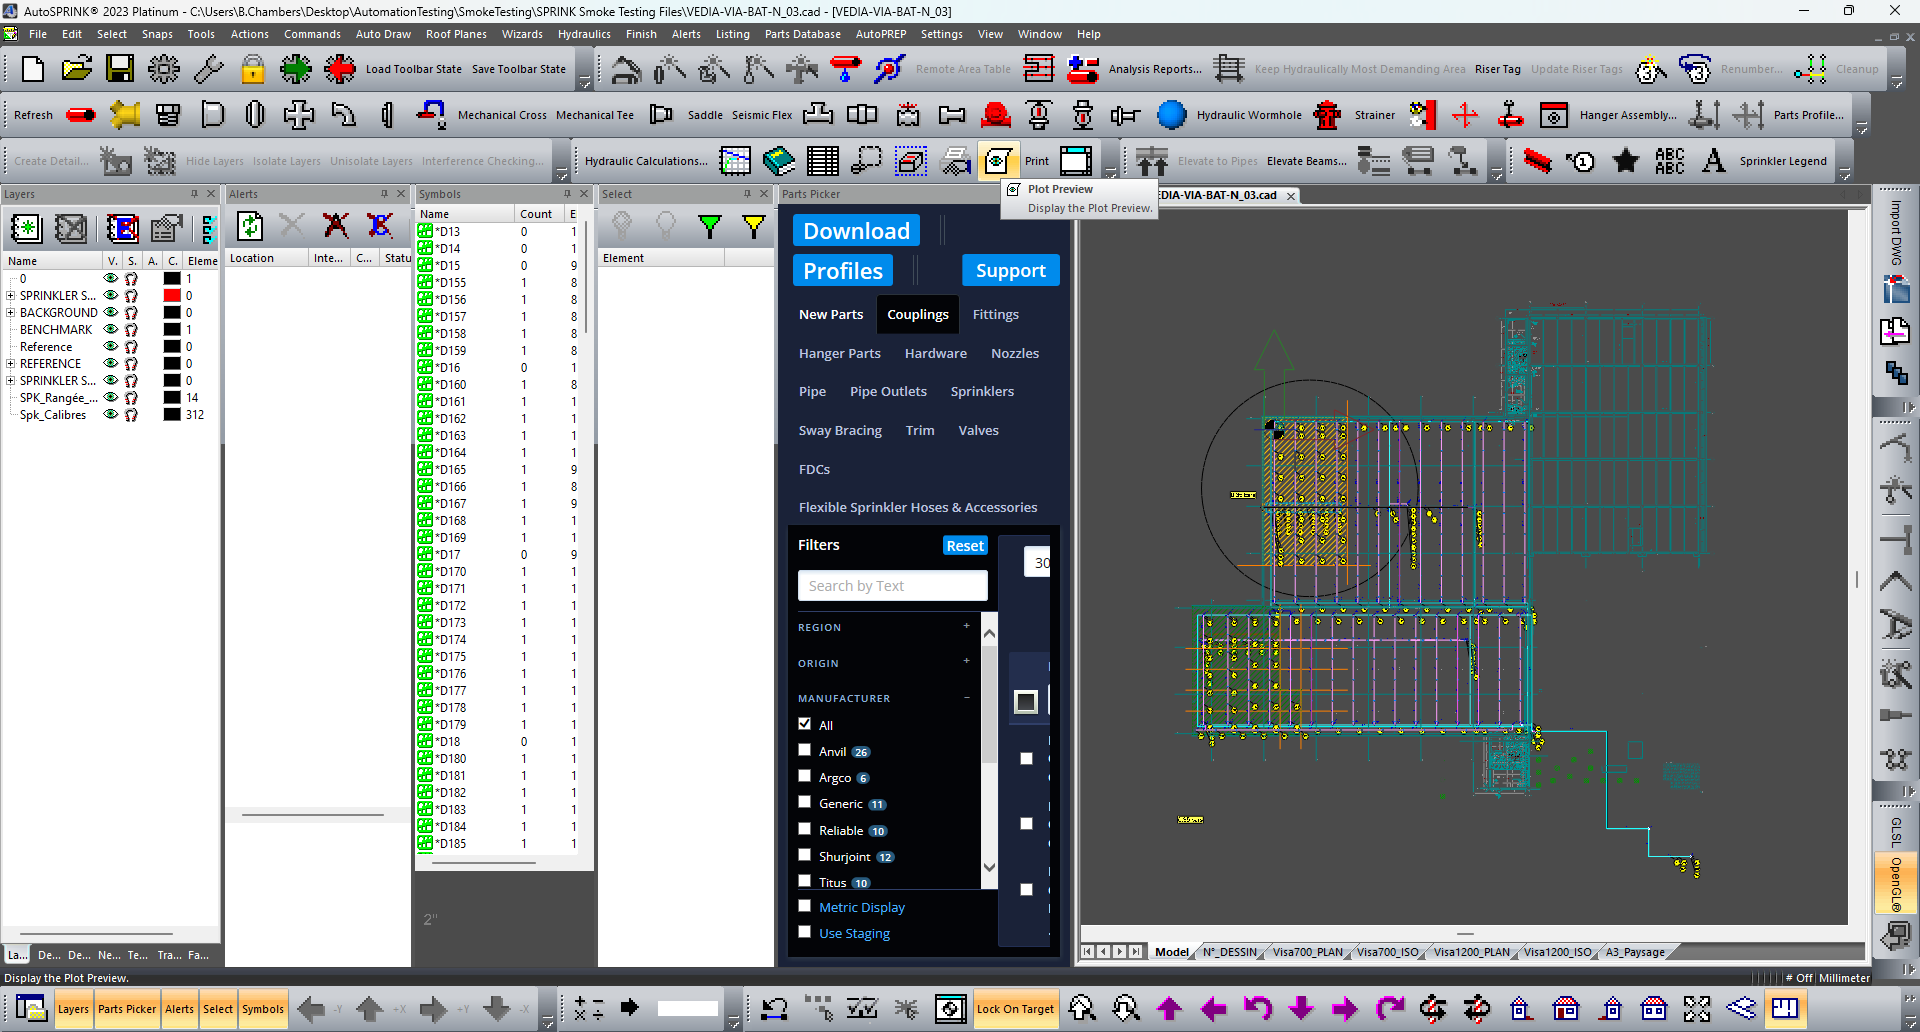 AutoSPRINK® 2023 Platinum - C:\Users\B.Chambers\Desktop\AutomationTesting\SmokeTesting\SPRINK Smoke Testing Files\VEDIA-VIA-BAT-N_03.cad - [VEDIA-VIA-BAT-N_03]
File Edit Select Snaps Tools Actions Commands Auto Draw Roof Planes Wizards Hydraulics Finish Alerts Listing Parts Database AutoPREP Settings View Window Help
Load Toolbar State Save Toolbar State Remote Area Table Analysis Reports... Keep Hydraulically Most Demanding Area Riser Tag Update Riser Tags Renumber... Cleanup
Refresh Mechanical Cross Mechanical Tee Saddle Seismic Flex Hydraulic Wormhole Strainer Hanger Assembly... Parts Profile...
Create Detail... Hide Layers Isolate Layers Unisolate Layers Interference Checking... Hydraulic Calculations... Print Elevate to Pipes Elevate Beams... ABC ABC A Sprinkler Legend
Plot Preview
Display the Plot Preview.
Layers Alerts Symbols Select Parts Picker EDIA-VIA-BAT-N_03.cad
Name V. S. A. C. Eleme
0 1
SPRINKLER S... 0
BACKGROUND 0
BENCHMARK 1
Reference 0
REFERENCE 0
SPRINKLER S... 0
SPK_Rangée_... 14
Spk_Calibres 312
La... De... De... Ne... Te... Tra... Fa...
Location Inte... C... Statu
Name Count E
*D13 0 1
*D14 0 1
*D15 0 9
*D155 1 8
*D156 1 8
*D157 1 8
*D158 1 8
*D159 1 8
*D16 0 1
*D160 1 8
*D161 1 1
*D162 1 1
*D163 1 1
*D164 1 1
*D165 1 9
*D166 1 8
*D167 1 9
*D168 1 1
*D169 1 1
*D17 0 9
*D170 1 1
*D171 1 1
*D172 1 1
*D173 1 1
*D174 1 1
*D175 1 1
*D176 1 1
*D177 1 1
*D178 1 1
*D179 1 1
*D18 0 1
*D180 1 1
*D181 1 1
*D182 1 1
*D183 1 1
*D184 1 1
*D185 1 1
2"
Element
Download
Profiles Support
New Parts Couplings Fittings
Hanger Parts Hardware Nozzles
Pipe Pipe Outlets Sprinklers
Sway Bracing Trim Valves
FDCs
Flexible Sprinkler Hoses & Accessories
Filters Reset
Search by Text
30
REGION +
ORIGIN +
MANUFACTURER −
All
Anvil 26
Argco 6
Generic 11
Reliable 10
Shurjoint 12
Titus 10
Metric Display
Use Staging
Model N°_DESSIN Visa700_PLAN Visa700_ISO Visa1200_PLAN Visa1200_ISO A3_Paysage
Import DWG
GLSL
OpenGL®
Display the Plot Preview. # Off Millimeter
Layers Parts Picker Alerts Select Symbols -Y +X +Y -X Lock On Target